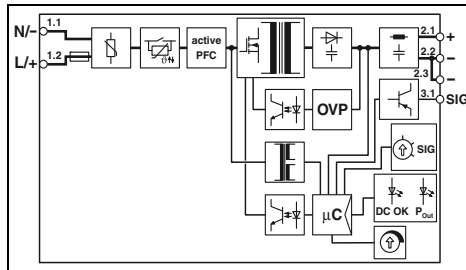 N/- 1.1
L/+ 1.2
active
PFC
ϑ
2.1 +
2.2 -
2.3 -
3.1 SIG
OVP
SIG
μC
DC OK POut